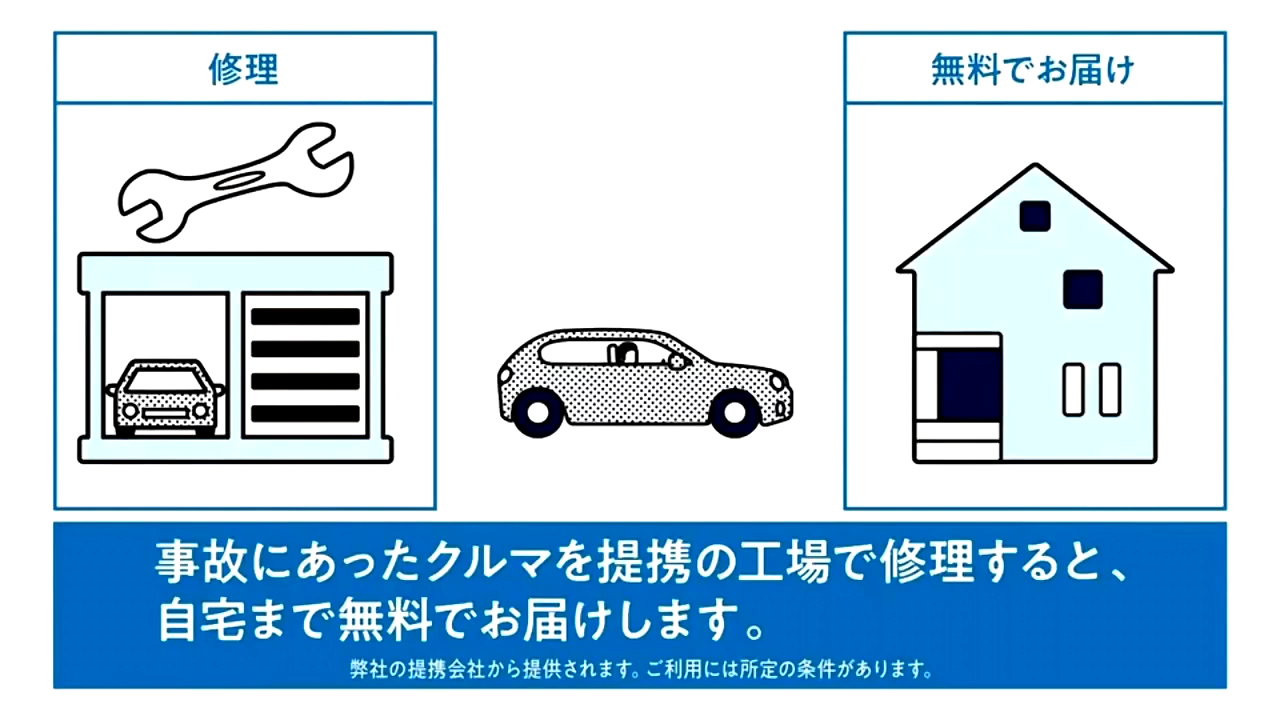 修理
無料でお届け
事故にあったクルマを提携の工場で修理すると、
自宅まで無料でお届けします。
弊社の提携会社から提供されます。ご利用には所定の条件があります。